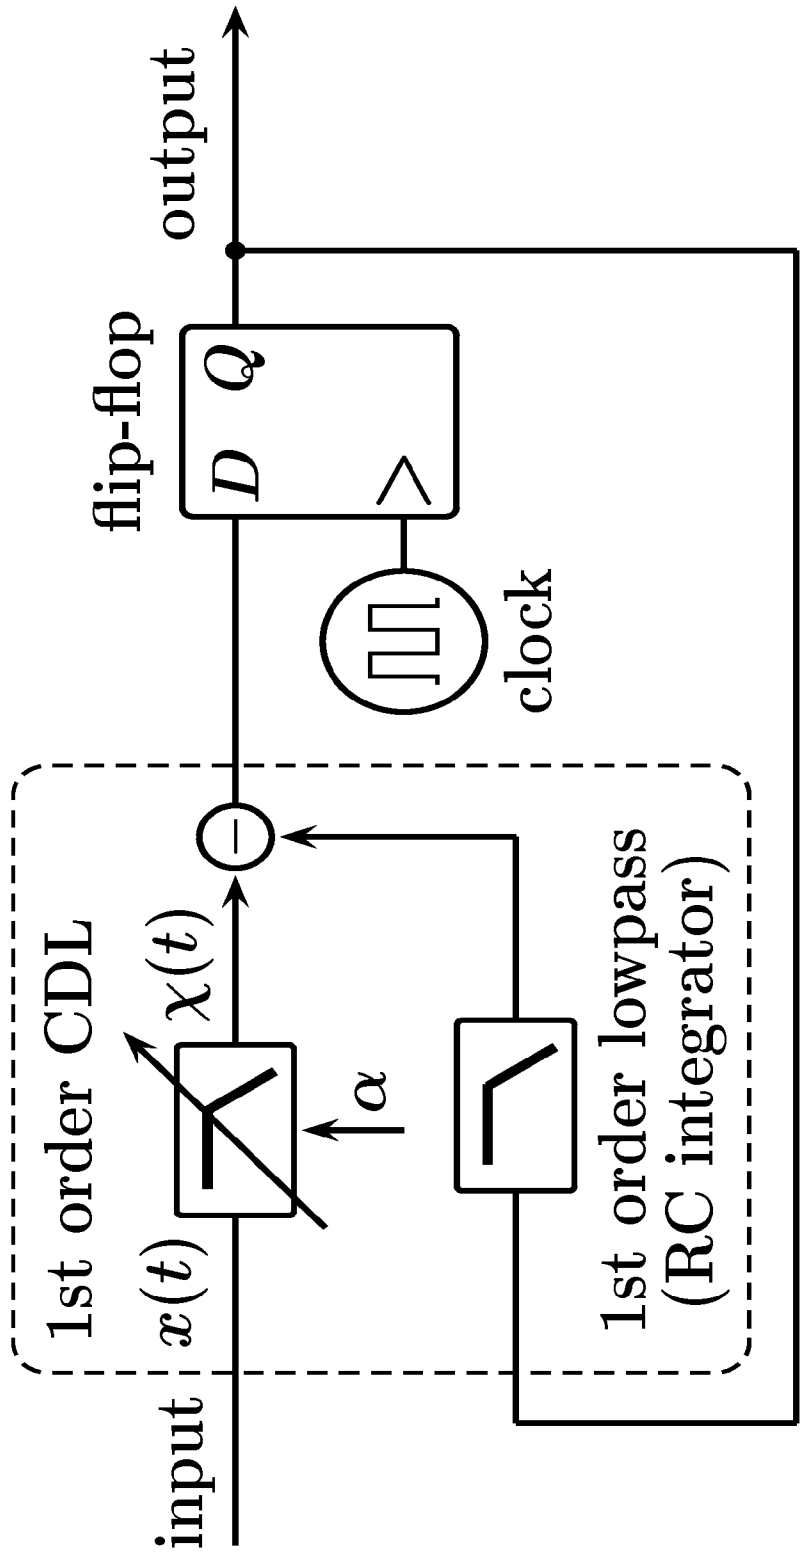 1st order CDL
input
x(t)
χ(t)
α
−
flip-flop
D Q
output
clock
1st order lowpass
(RC integrator)